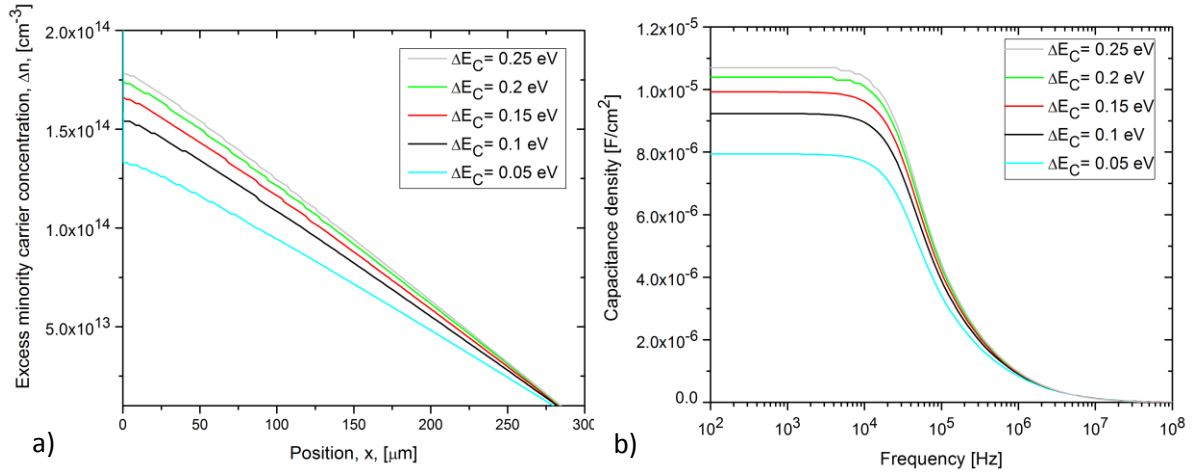 Excess minority carrier concentration, Δn, [cm-3]
2.0x10^14
1.5x10^14
1.0x10^14
5.0x10^13
ΔE_C= 0.25 eV
ΔE_C= 0.2 eV
ΔE_C= 0.15 eV
ΔE_C= 0.1 eV
ΔE_C= 0.05 eV
0 50 100 150 200 250 300
Position, x, [μm]
a)
Capacitance density [F/cm^2]
1.2x10^-5
1.0x10^-5
8.0x10^-6
6.0x10^-6
4.0x10^-6
2.0x10^-6
0.0
ΔE_C= 0.25 eV
ΔE_C= 0.2 eV
ΔE_C= 0.15 eV
ΔE_C= 0.1 eV
ΔE_C= 0.05 eV
10^2 10^3 10^4 10^5 10^6 10^7 10^8
Frequency [Hz]
b)